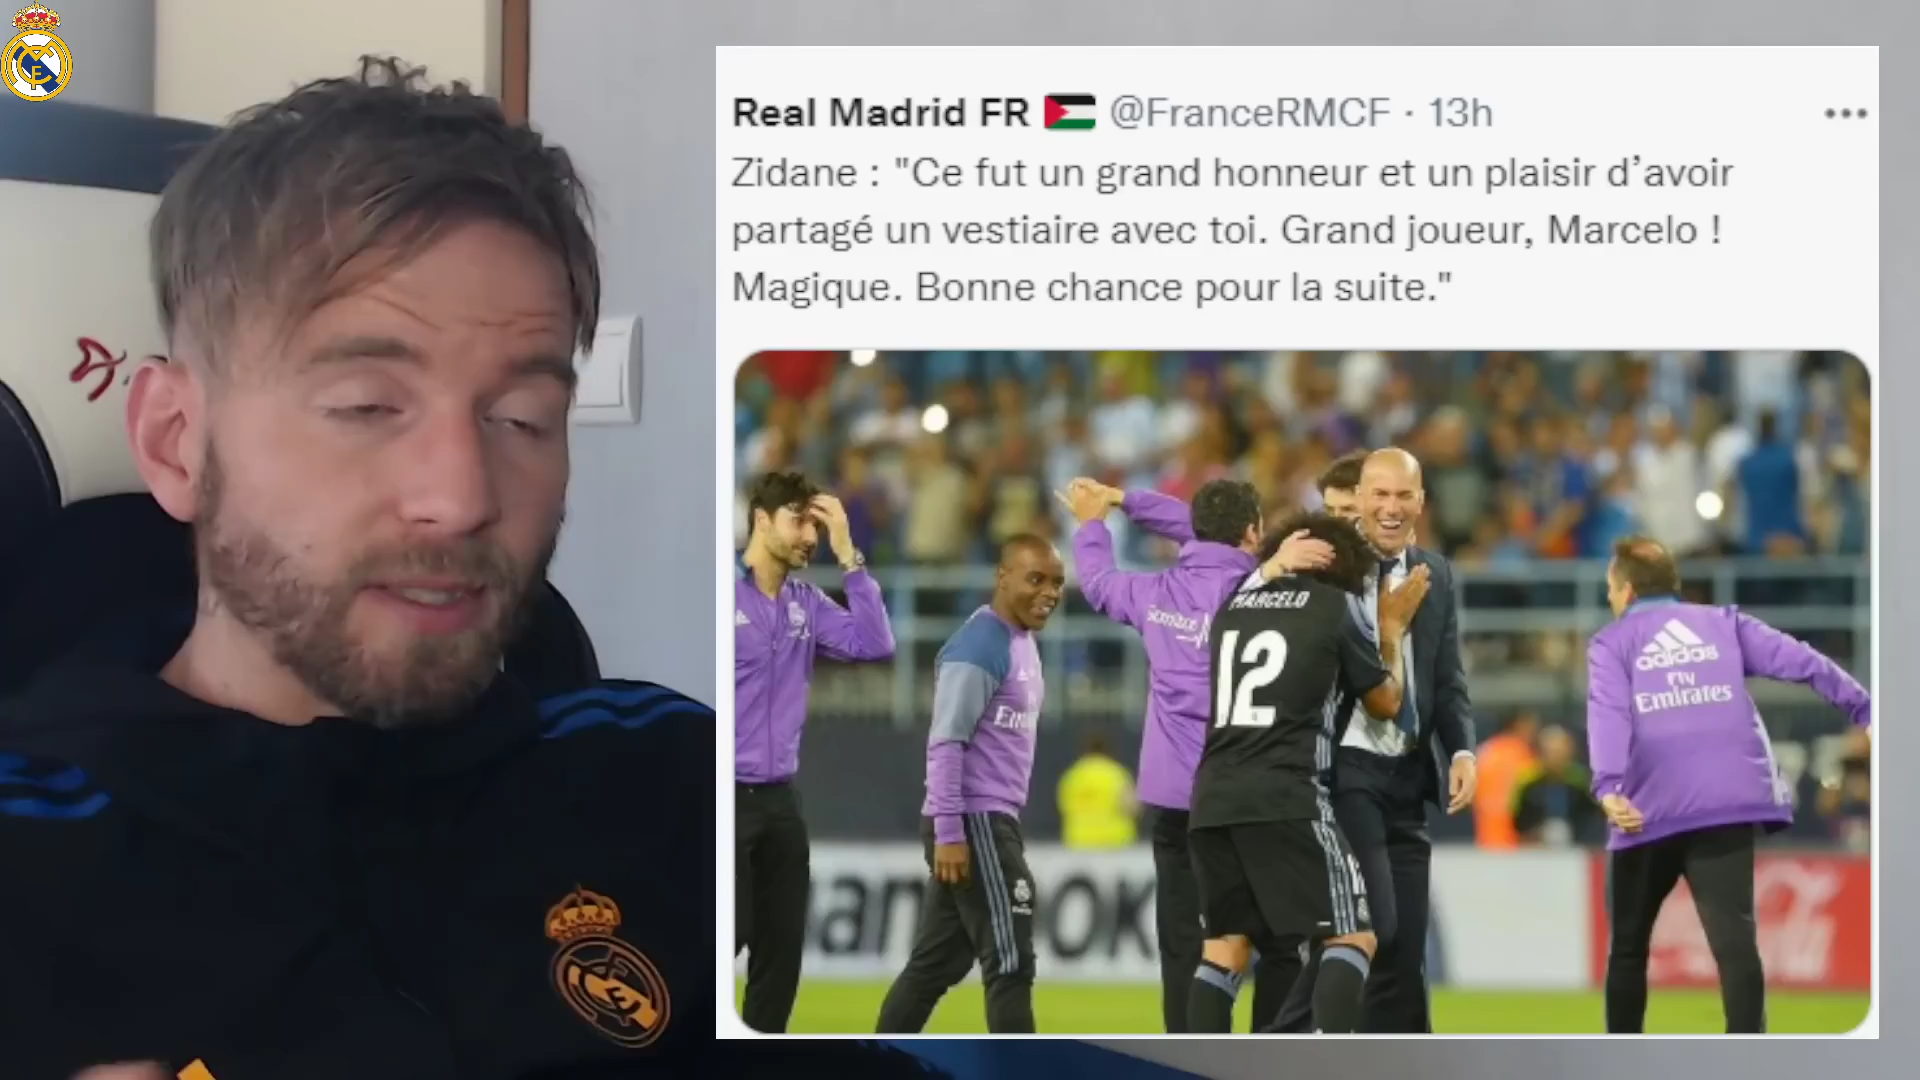 Real Madrid FR 🇵🇸 @FranceRMCF · 13h
Zidane : "Ce fut un grand honneur et un plaisir d’avoir
partagé un vestiaire avec toi. Grand joueur, Marcelo !
Magique. Bonne chance pour la suite."
MARCELO
12
adidas
Fly
Emirates